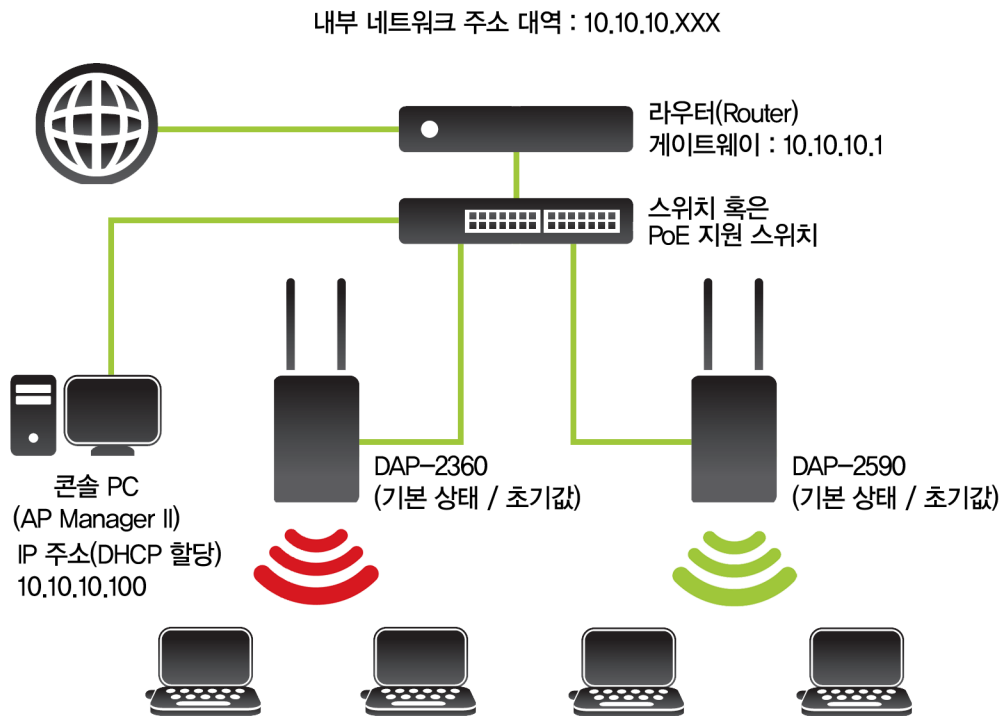 내부 네트워크 주소 대역 : 10.10.10.XXX
라우터(Router)
게이트웨이 : 10.10.10.1
스위치 혹은
PoE 지원 스위치
DAP-2360
(기본 상태 / 초기값)
DAP-2590
(기본 상태 / 초기값)
콘솔 PC
(AP Manager II)
IP 주소(DHCP 할당)
10.10.10.100